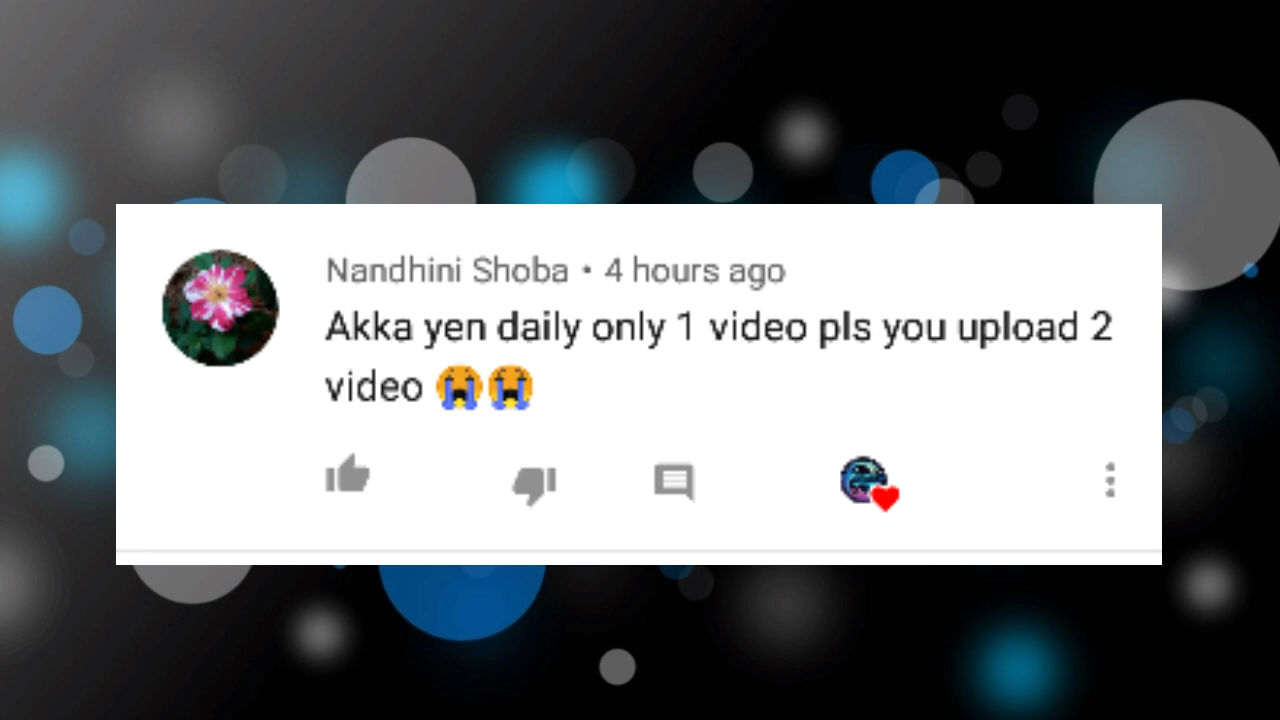 Nandhini Shoba • 4 hours ago
Akka yen daily only 1 video pls you upload 2
video 😭😭